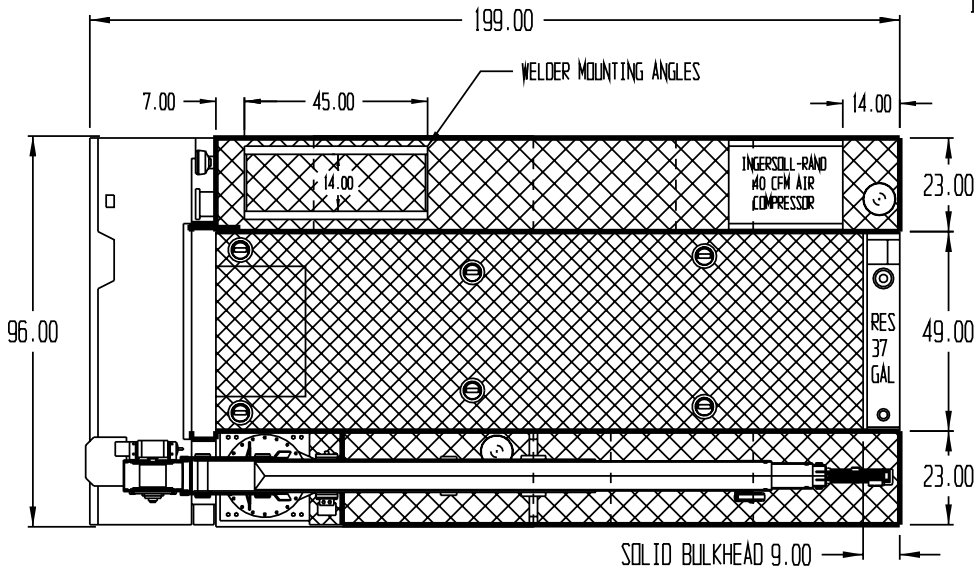 199.00
WELDER MOUNTING ANGLES
7.00
45.00
14.00
14.00
INGERSOLL-RAND
40 CFM AIR
COMPRESSOR
23.00
96.00
RES
37
GAL
49.00
23.00
SOLID BULKHEAD 9.00